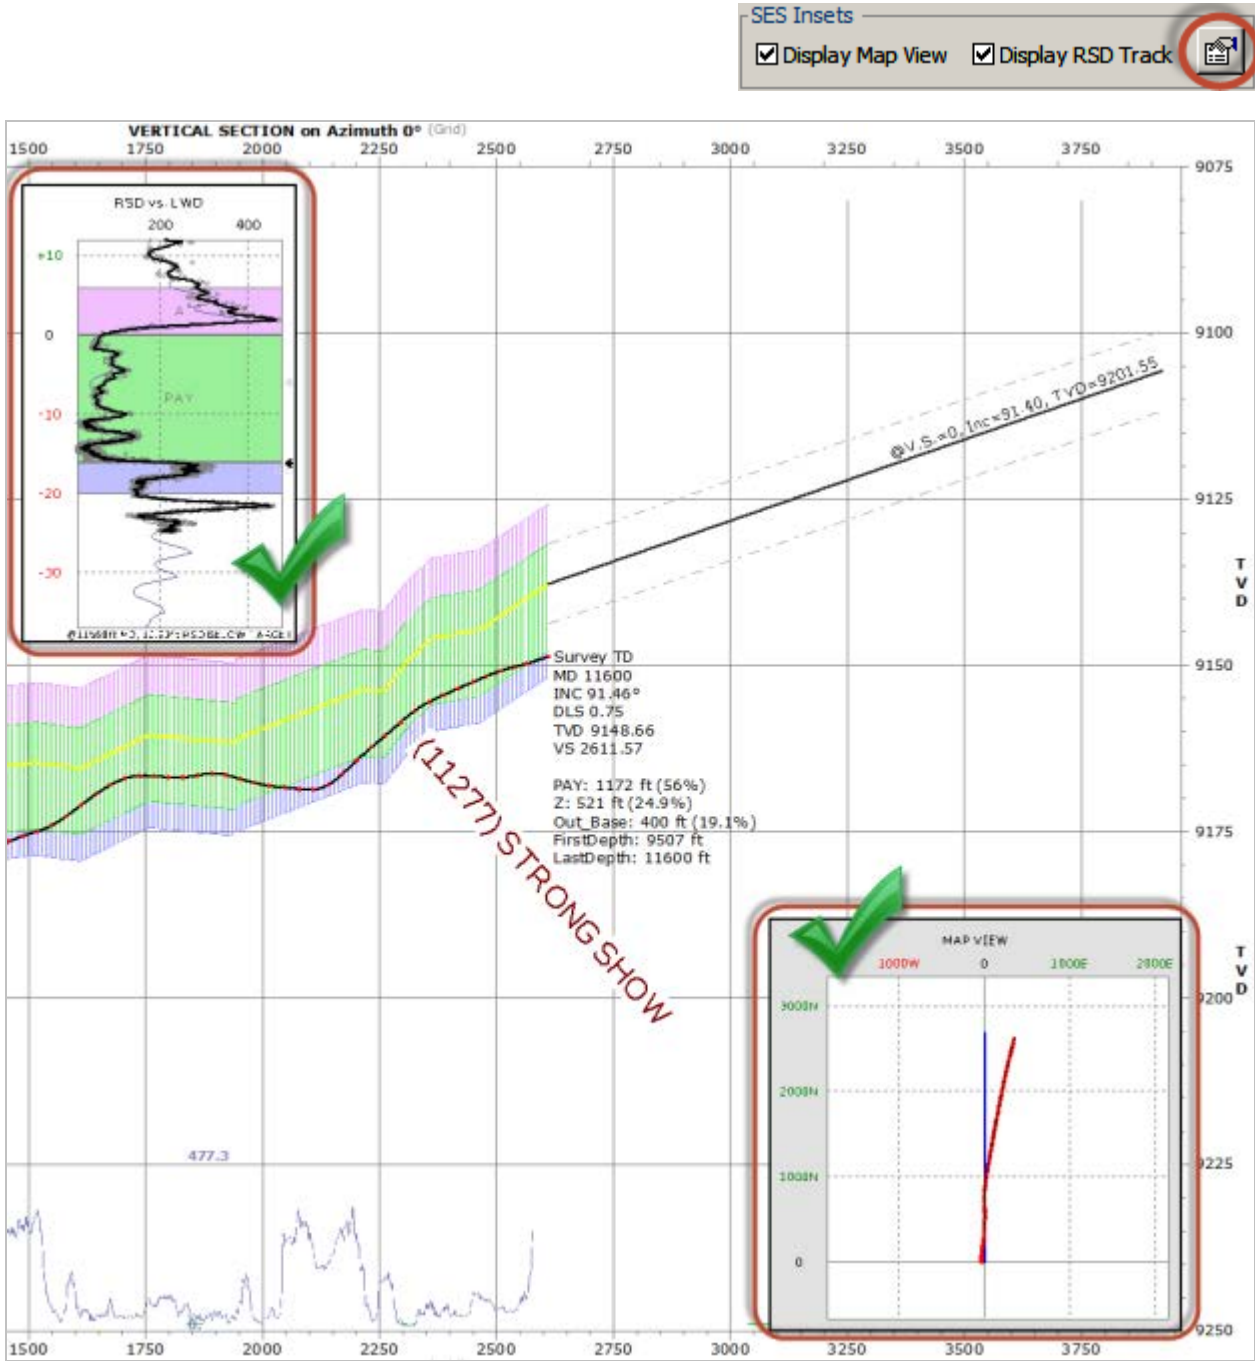 SES Insets
Display Map View Display RSD Track
VERTICAL SECTION on Azimuth 0° (Grid)
1500 1750 2000 2250 2500 2750 3000 3250 3500 3750
9075
RSD vs. LWD
200 400
+10
A
0
PAY
-10
-20
-30
9100
@V.S.=0, Inc=91.40, TVD=9201.55
9125
TVD
9150
Survey TD
MD 11600
INC 91.46°
DLS 0.75
TVD 9148.66
VS 2611.57
PAY: 1172 ft (56%)
Z: 521 ft (24.9%)
Out_Base: 400 ft (19.1%)
FirstDepth: 9507 ft
LastDepth: 11600 ft
9175
(11277) STRONG SHOW
MAP VIEW
1000W 0 1000E 2000E
3000N
2000N
1000N
0
TVD
9200
477.3
9225
9250
1500 1750 2000 2250 2500 2750 3000 3250 3500 3750